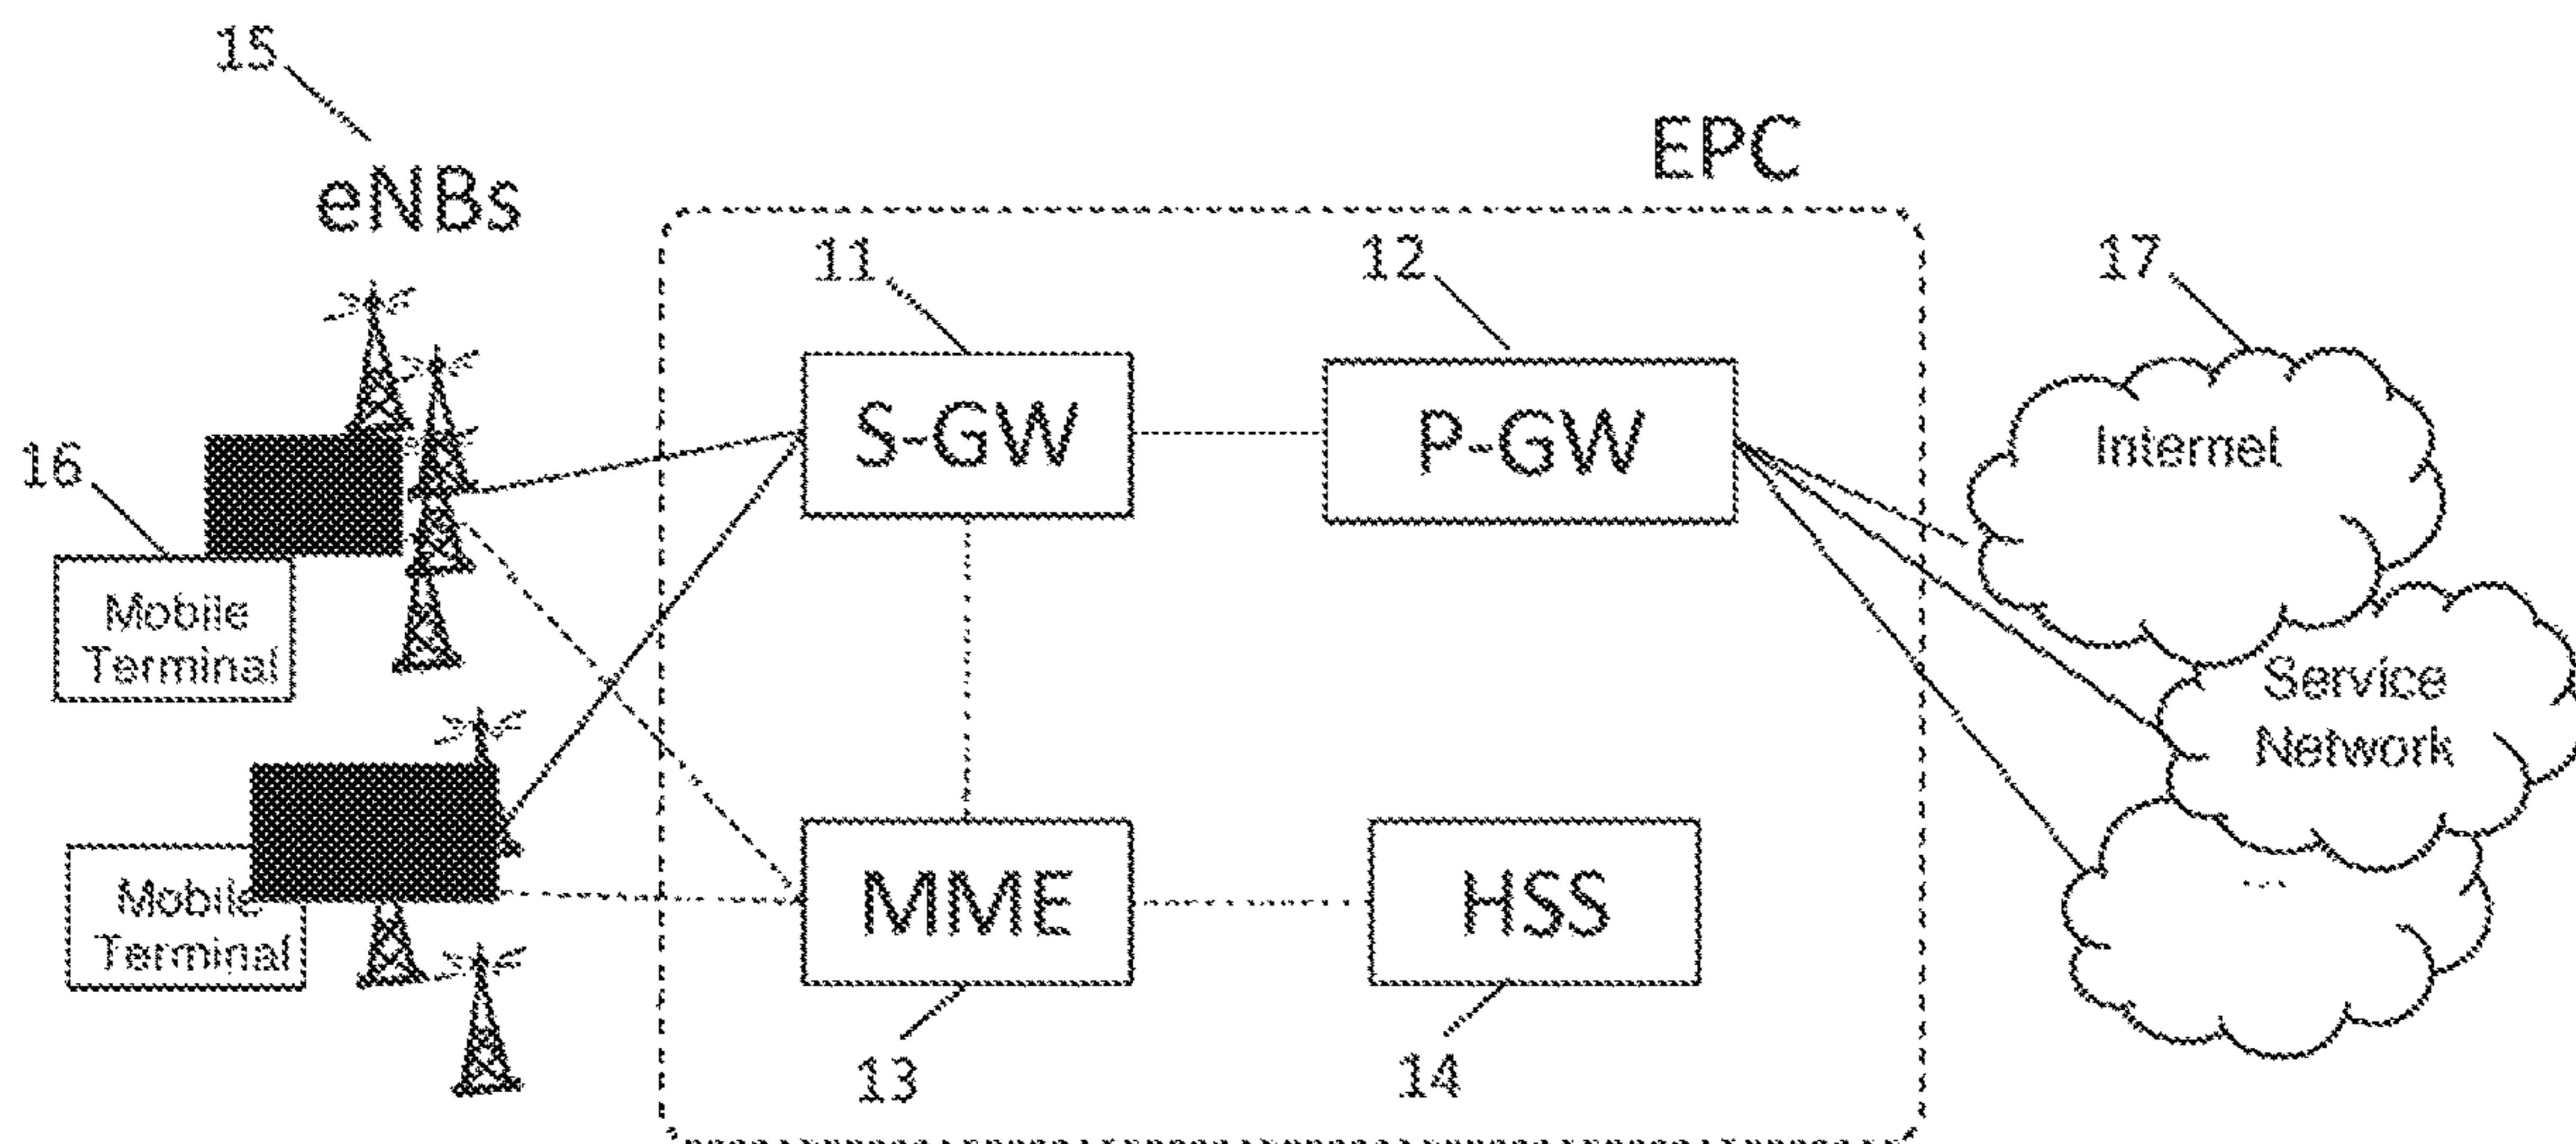 15
eNBs
EPC
11
12
17
S-GW
P-GW
Internet
16
Mobile
Terminal
Service
Network
Mobile
Terminal
MME
HSS
...
13
14